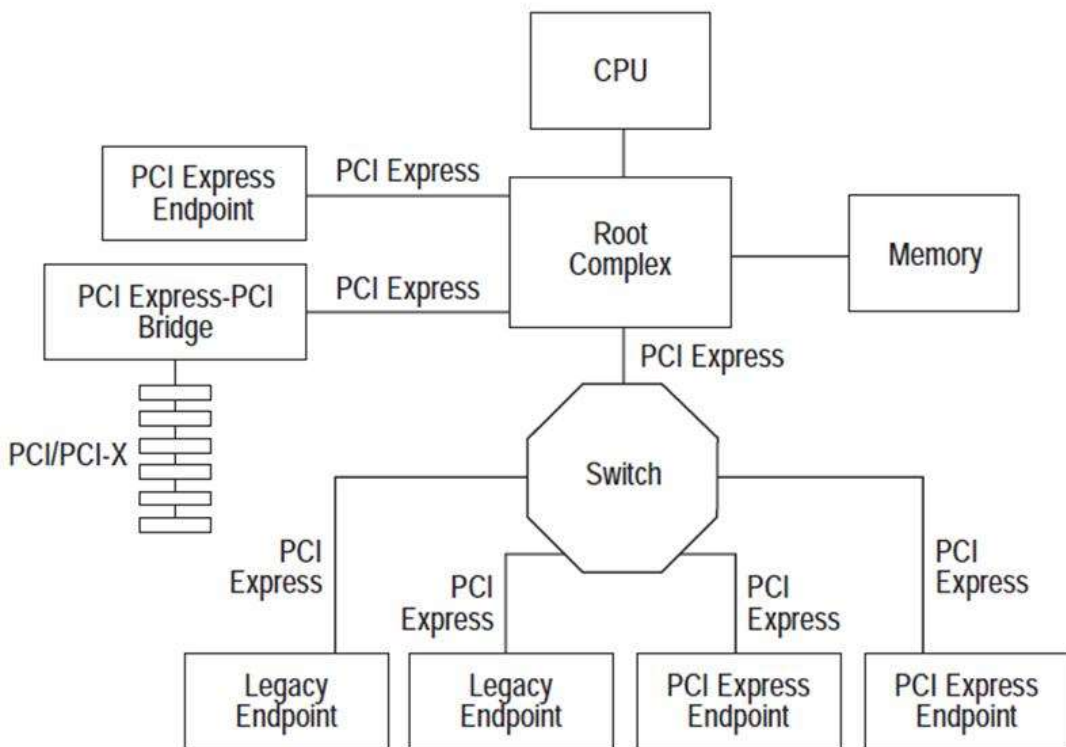 CPU
PCI Express
Endpoint
PCI Express
Root
Complex
Memory
PCI Express-PCI
Bridge
PCI Express
PCI Express
PCI/PCI-X
Switch
PCI
Express
PCI
Express
PCI
Express
PCI
Express
Legacy
Endpoint
Legacy
Endpoint
PCI Express
Endpoint
PCI Express
Endpoint